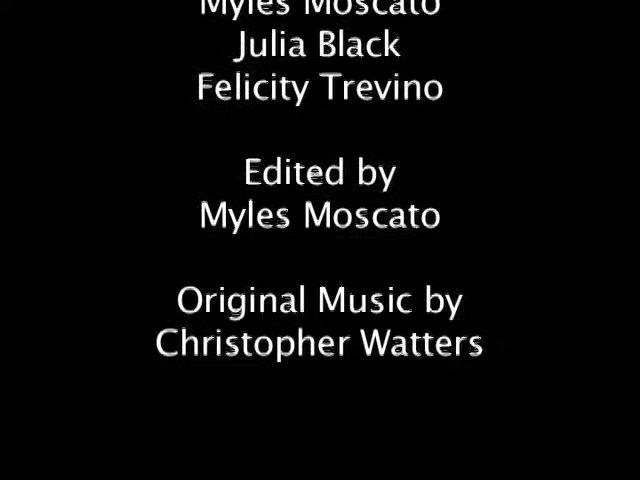 Myles Moscato
Julia Black
Felicity Trevino
Edited by
Myles Moscato
Original Music by
Christopher Watters